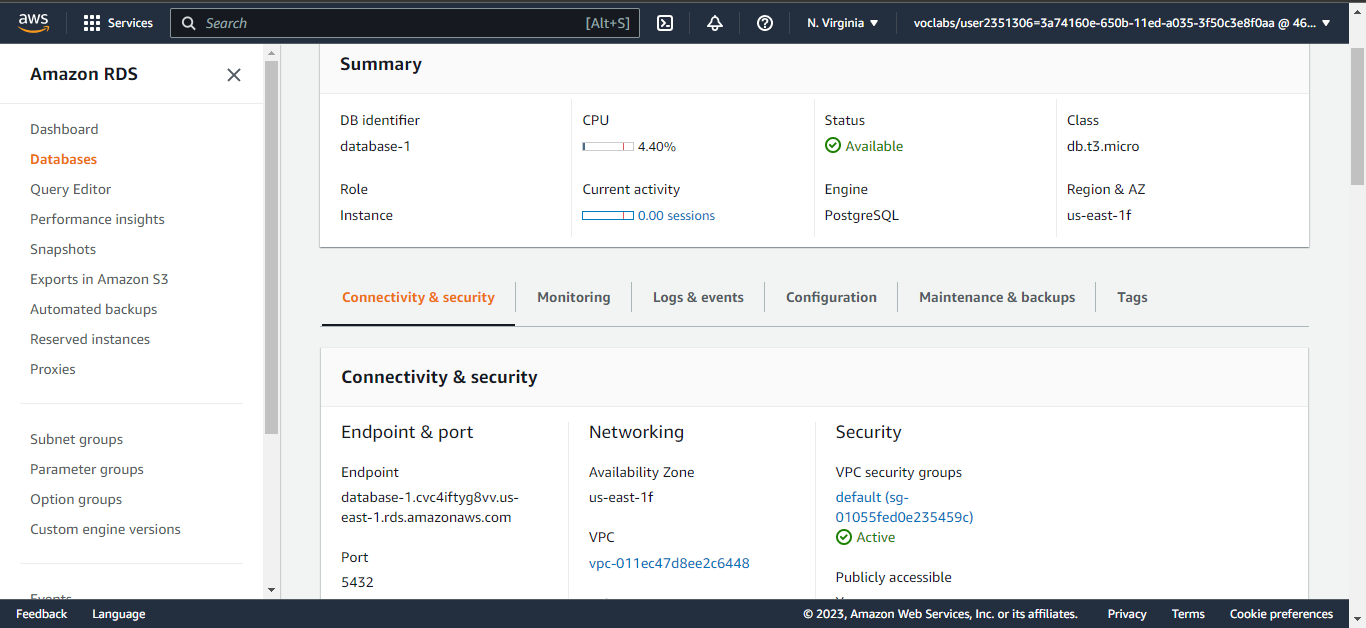 aws
Services
Search
[Alt+S]
N. Virginia
voclabs/user2351306=3a74160e-650b-11ed-a035-3f50c3e8f0aa @ 46...
Amazon RDS
Dashboard
Databases
Query Editor
Performance insights
Snapshots
Exports in Amazon S3
Automated backups
Reserved instances
Proxies
Subnet groups
Parameter groups
Option groups
Custom engine versions
Events
Summary
DB identifier
database-1
CPU
4.40%
Status
Available
Class
db.t3.micro
Role
Instance
Current activity
0.00 sessions
Engine
PostgreSQL
Region & AZ
us-east-1f
Connectivity & security
Monitoring
Logs & events
Configuration
Maintenance & backups
Tags
Connectivity & security
Endpoint & port
Endpoint
database-1.cvc4iftyg8vv.us-
east-1.rds.amazonaws.com
Port
5432
Networking
Availability Zone
us-east-1f
VPC
vpc-011ec47d8ee2c6448
Security
VPC security groups
default (sg-
01055fed0e235459c)
Active
Publicly accessible
Feedback
Language
© 2023, Amazon Web Services, Inc. or its affiliates.
Privacy
Terms
Cookie preferences